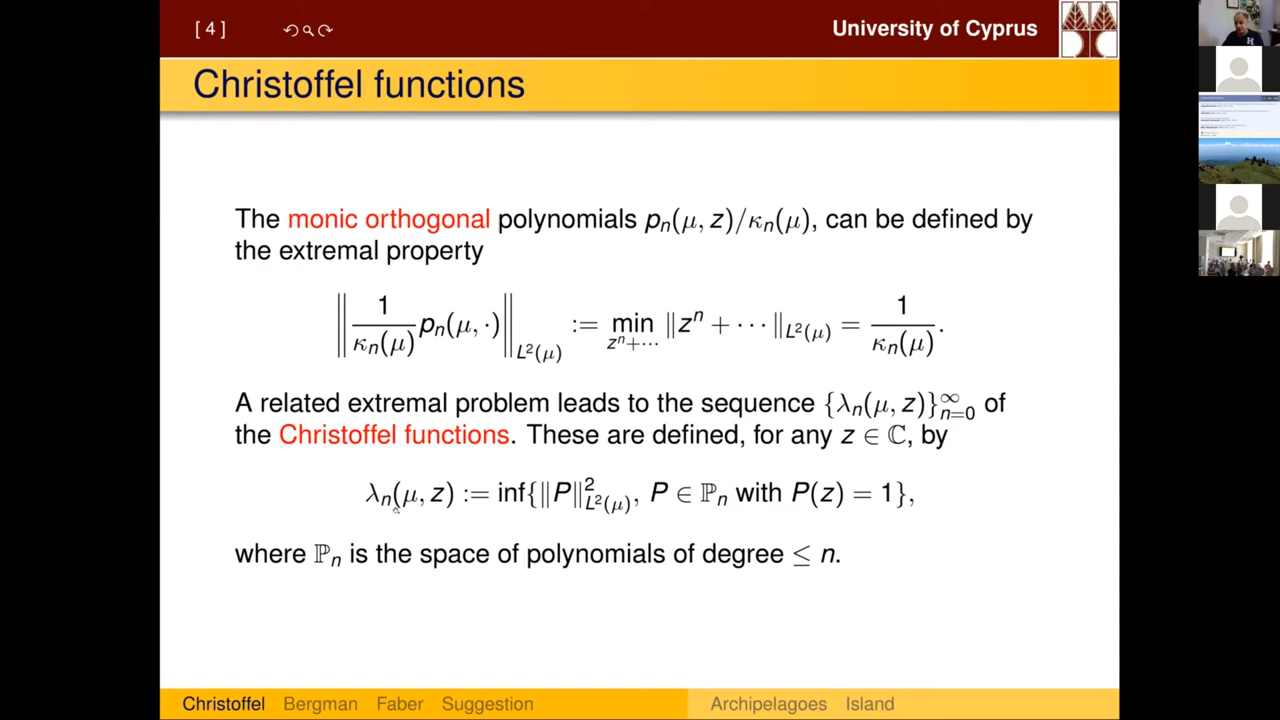 [ 4 ]
University of Cyprus
Christoffel functions
The monic orthogonal polynomials pₙ(μ, z)/κₙ(μ), can be defined by
the extremal property
‖ 1/κₙ(μ) pₙ(μ, ·) ‖_{L²(μ)} := min_{zⁿ+···} ‖zⁿ + ···‖_{L²(μ)} = 1/κₙ(μ).
A related extremal problem leads to the sequence {λₙ(μ, z)}_{n=0}^∞ of
the Christoffel functions. These are defined, for any z ∈ ℂ, by
λₙ(μ, z) := inf{‖P‖²_{L²(μ)}, P ∈ ℙₙ with P(z) = 1},
where ℙₙ is the space of polynomials of degree ≤ n.
Christoffel Bergman Faber Suggestion Archipelagoes Island